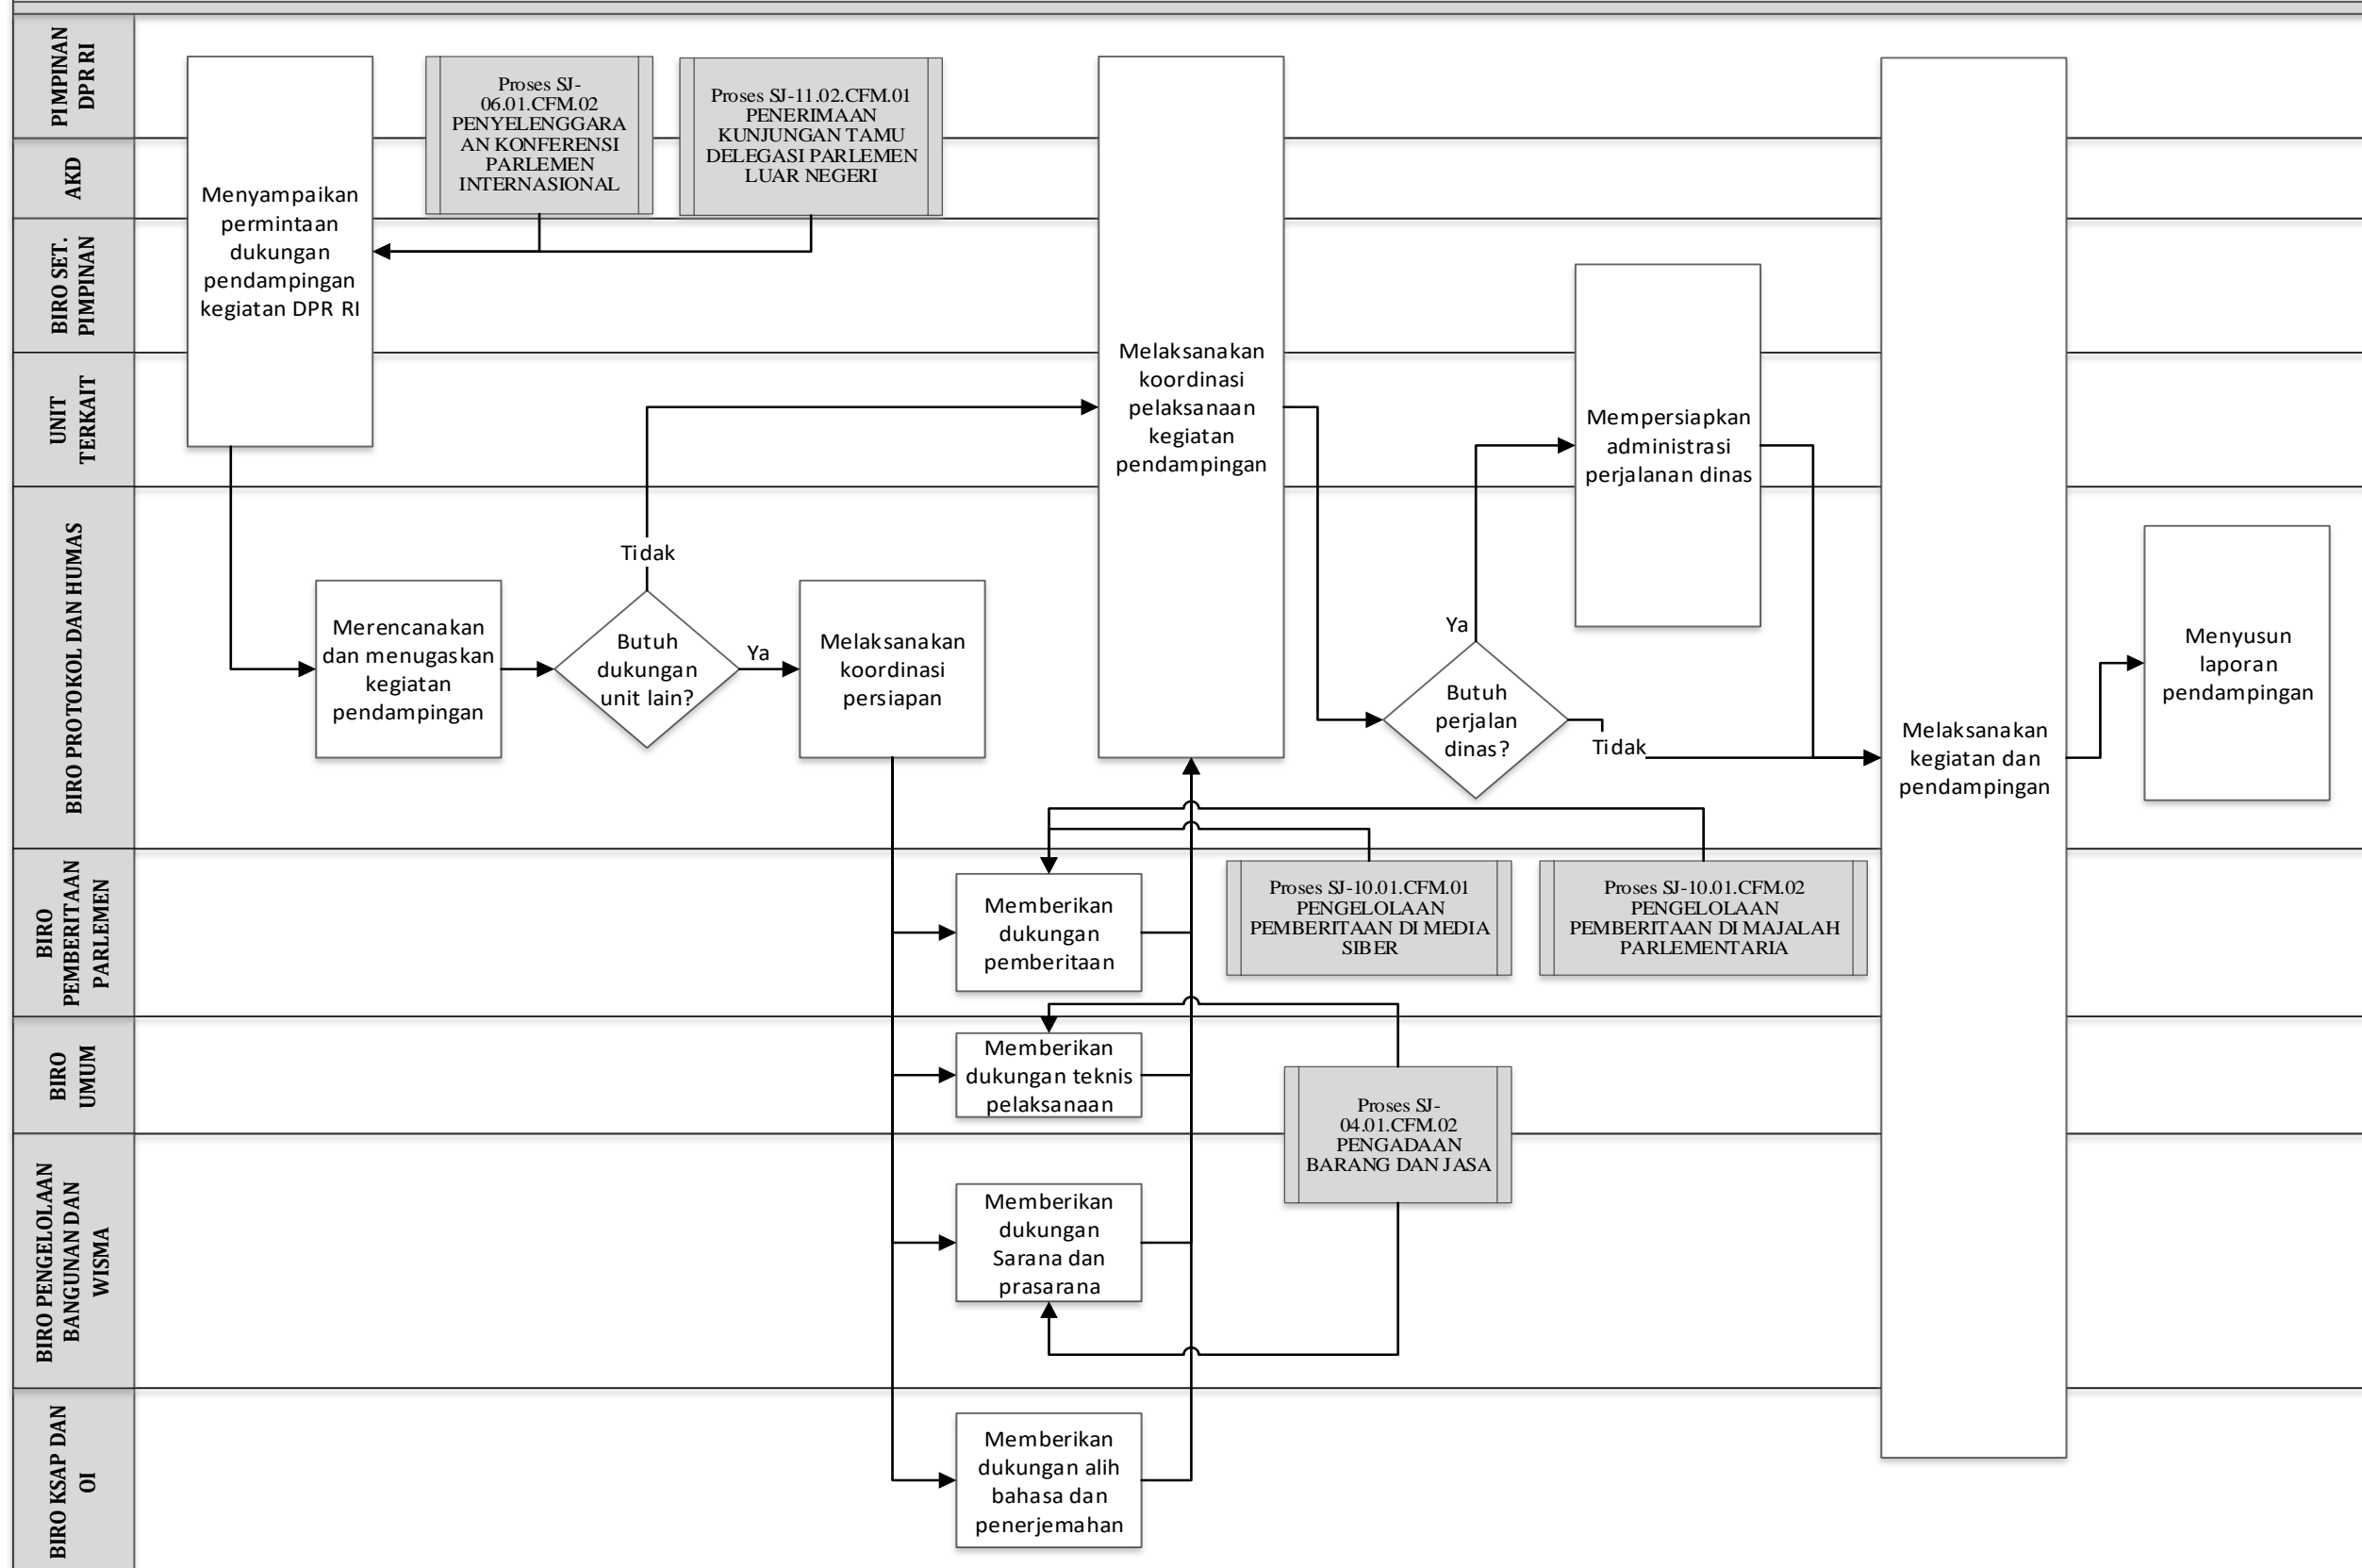 PIMPINAN
DPR RI
AKD
BIRO SET.
PIMPINAN
UNIT
TERKAIT
BIRO PROTOKOL DAN HUMAS
BIRO
PEMBERITAAN
PARLEMEN
BIRO
UMUM
BIRO PENGELOLAAN
BANGUNAN DAN
WISMA
BIRO KSAP DAN
OI
Menyampaikan
permintaan
dukungan
pendampingan
kegiatan DPR RI
Proses SJ-
06.01.CFM.02
PENYELENGGARA
AN KONFERENSI
PARLEMEN
INTERNASIONAL
Proses SJ-11.02.CFM.01
PENERIMAAN
KUNJUNGAN TAMU
DELEGASI PARLEMEN
LUAR NEGERI
Merencanakan
dan menugaskan
kegiatan
pendampingan
Butuh
dukungan
unit lain?
Tidak
Ya
Melaksanakan
koordinasi
persiapan
Melaksanakan
koordinasi
pelaksanaan
kegiatan
pendampingan
Butuh
perjalan
dinas?
Ya
Tidak
Mempersiapkan
administrasi
perjalanan dinas
Melaksanakan
kegiatan dan
pendampingan
Menyusun
laporan
pendampingan
Memberikan
dukungan
pemberitaan
Proses SJ-10.01.CFM.01
PENGELOLAAN
PEMBERITAAN DI MEDIA
SIBER
Proses SJ-10.01.CFM.02
PENGELOLAAN
PEMBERITAAN DI MAJALAH
PARLEMENTARIA
Memberikan
dukungan teknis
pelaksanaan
Proses SJ-
04.01.CFM.02
PENGADAAN
BARANG DAN JASA
Memberikan
dukungan
Sarana dan
prasarana
Memberikan
dukungan alih
bahasa dan
penerjemahan